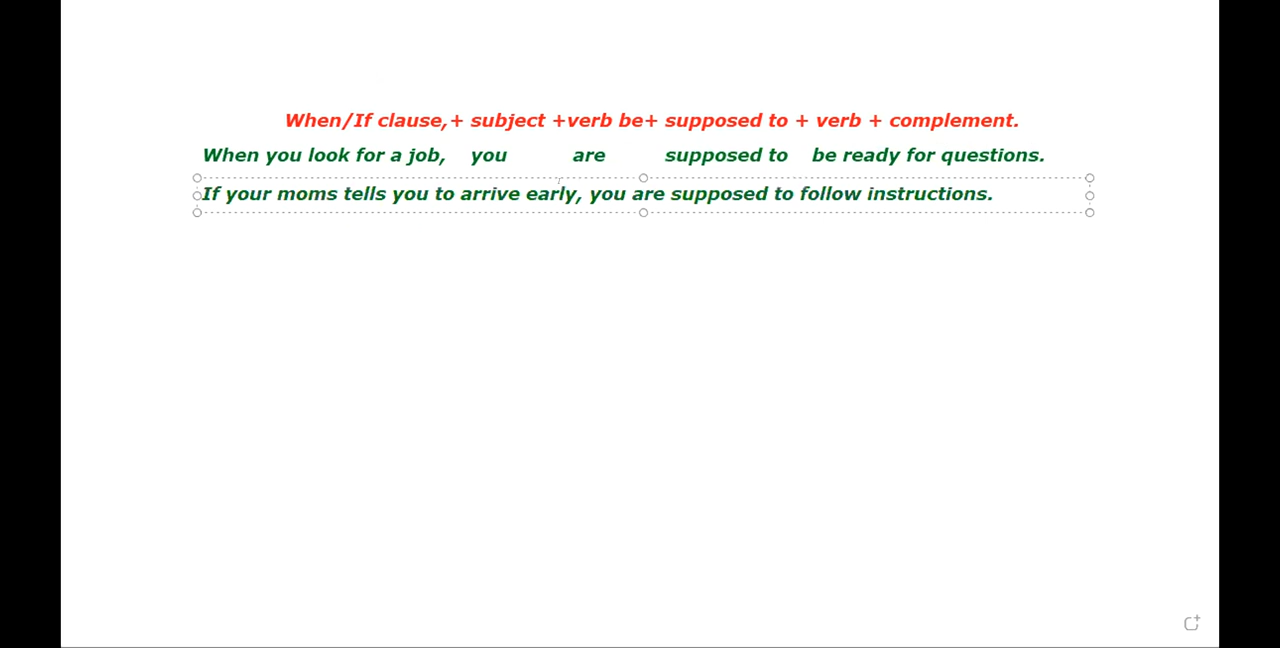 When/If clause,+ subject +verb be+ supposed to + verb + complement.
When you look for a job, you are supposed to be ready for questions.
If your moms tells you to arrive early, you are supposed to follow instructions.